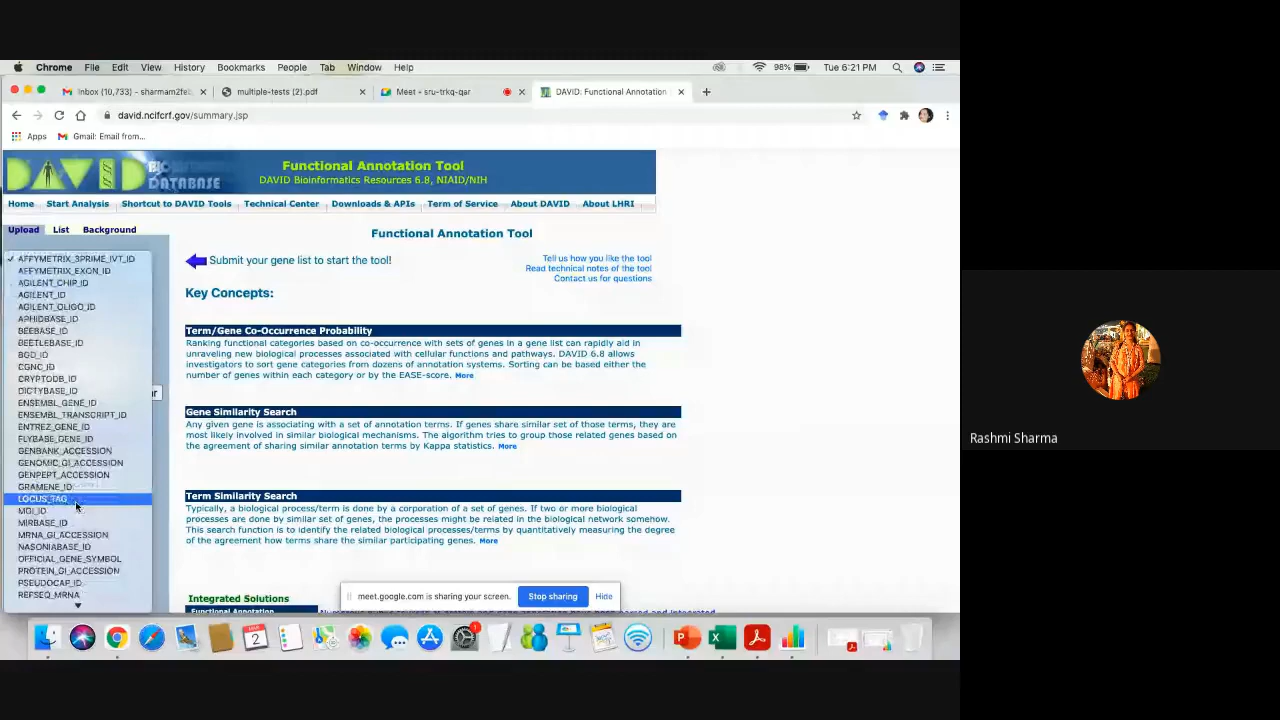 Chrome File Edit View History Bookmarks People Tab Window Help 98% Tue 6:21 PM
Inbox (10,733) - sharmam2fe multiple-tests (2).pdf Meet - sru-trkq-qar DAVID: Functional Annotation
david.ncifcrf.gov/summary.jsp
Apps Gmail: Email from...
DAVID BIOINFORMATICS DATABASE
Functional Annotation Tool
DAVID Bioinformatics Resources 6.8, NIAID/NIH
Home Start Analysis Shortcut to DAVID Tools Technical Center Downloads & APIs Term of Service About DAVID About LHRI
Upload List Background
Functional Annotation Tool
AFFYMETRIX_3PRIME_IVT_ID
AFFYMETRIX_EXON_ID
AGILENT_CHIP_ID
AGILENT_ID
AGILENT_OLIGO_ID
APHIDBASE_ID
BEEBASE_ID
BEETLEBASE_ID
BGD_ID
CGNC_ID
CRYPTODB_ID
DICTYBASE_ID
ENSEMBL_GENE_ID
ENSEMBL_TRANSCRIPT_ID
ENTREZ_GENE_ID
FLYBASE_GENE_ID
GENBANK_ACCESSION
GENOMIC_GI_ACCESSION
GENPEPT_ACCESSION
GRAMENE_ID
LOCUS_TAG
MGI_ID
MIRBASE_ID
MRNA_GI_ACCESSION
NASONIABASE_ID
OFFICIAL_GENE_SYMBOL
PROTEIN_GI_ACCESSION
PSEUDOCAP_ID
REFSEQ_MRNA
Submit your gene list to start the tool!
Tell us how you like the tool
Read technical notes of the tool
Contact us for questions
Key Concepts:
Term/Gene Co-Occurrence Probability
Ranking functional categories based on co-occurrence with sets of genes in a gene list can rapidly aid in
unraveling new biological processes associated with cellular functions and pathways. DAVID 6.8 allows
investigators to sort gene categories from dozens of annotation systems. Sorting can be based either the
number of genes within each category or by the EASE-score. More
Gene Similarity Search
Any given gene is associating with a set of annotation terms. If genes share similar set of those terms, they are
most likely involved in similar biological mechanisms. The algorithm tries to group those related genes based on
the agreement of sharing similar annotation terms by Kappa statistics. More
Term Similarity Search
Typically, a biological process/term is done by a corporation of a set of genes. If two or more biological
processes are done by similar set of genes, the processes might be related in the biological network somehow.
This search function is to identify the related biological processes/terms by quantitatively measuring the degree
of the agreement how terms share the similar participating genes. More
Integrated Solutions
Functional Annotation
meet.google.com is sharing your screen. Stop sharing Hide
Rashmi Sharma